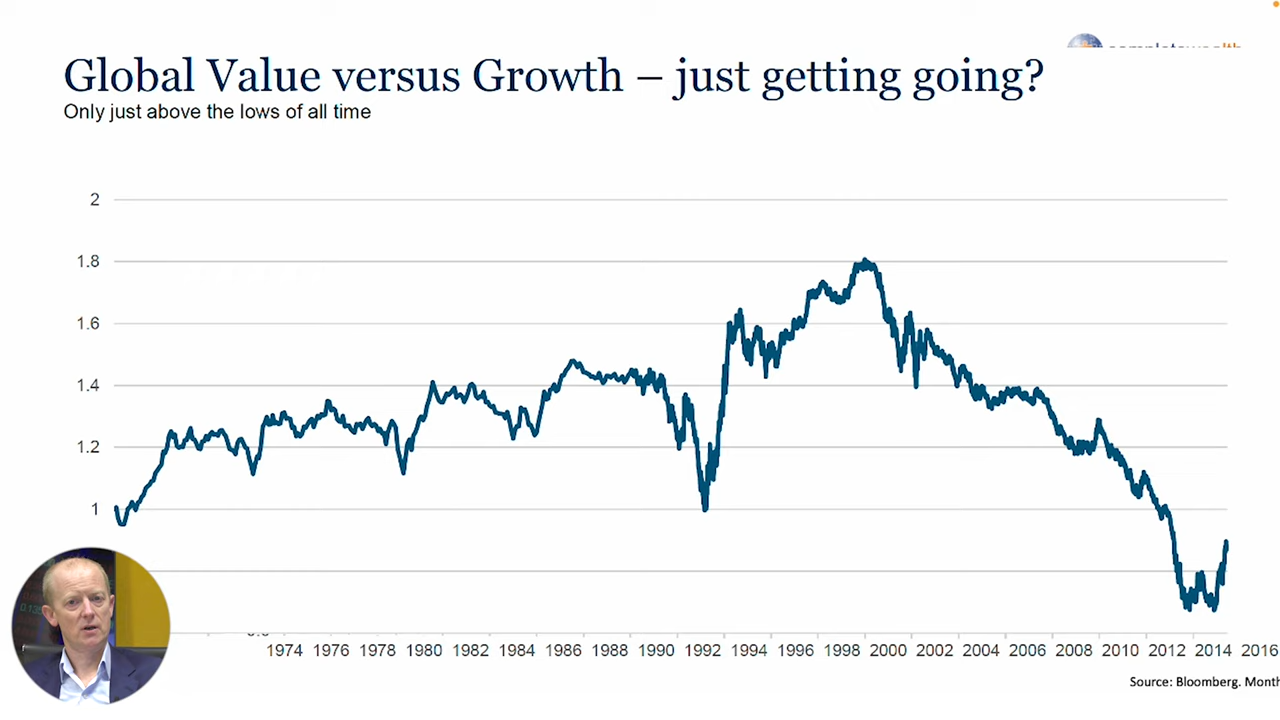 Global Value versus Growth – just getting going?
Only just above the lows of all time
2
1.8
1.6
1.4
1.2
1
1974 1976 1978 1980 1982 1984 1986 1988 1990 1992 1994 1996 1998 2000 2002 2004 2006 2008 2010 2012 2014 2016
Source: Bloomberg. Month